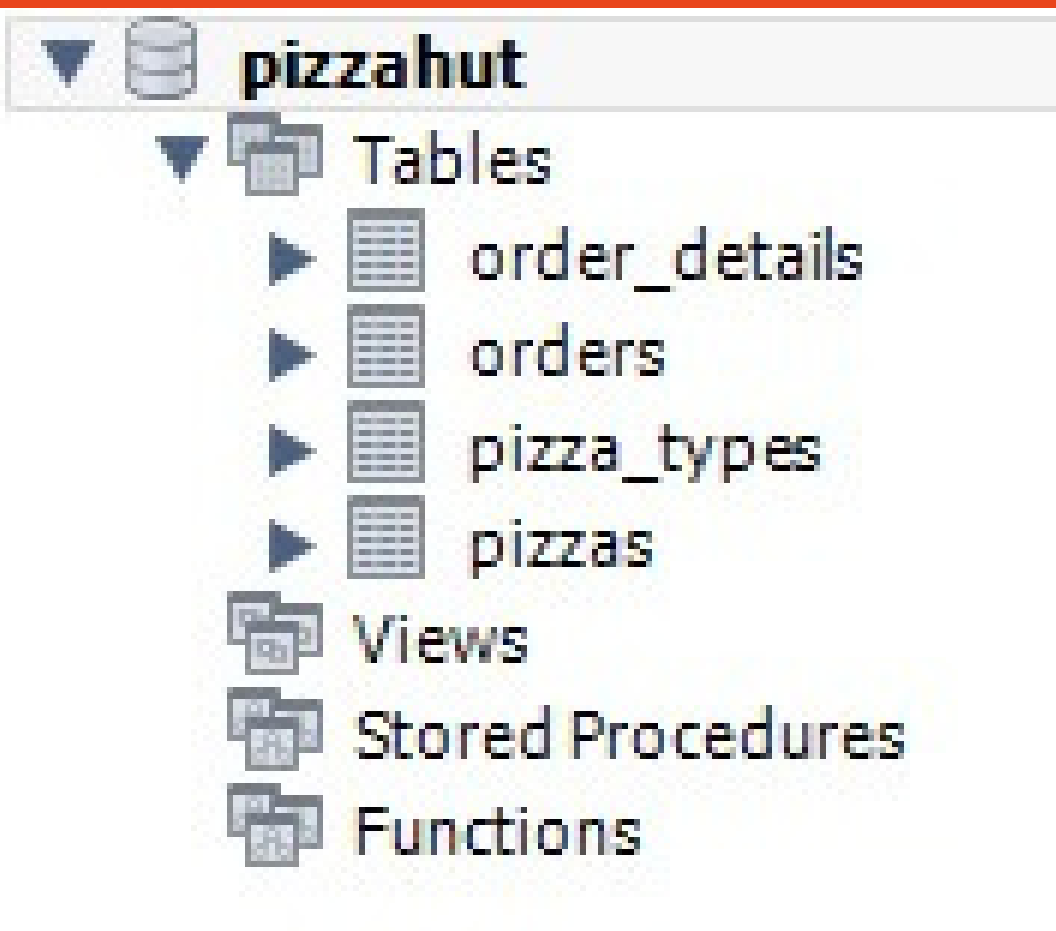 pizzahut
Tables
order_details
orders
pizza_types
pizzas
Views
Stored Procedures
Functions